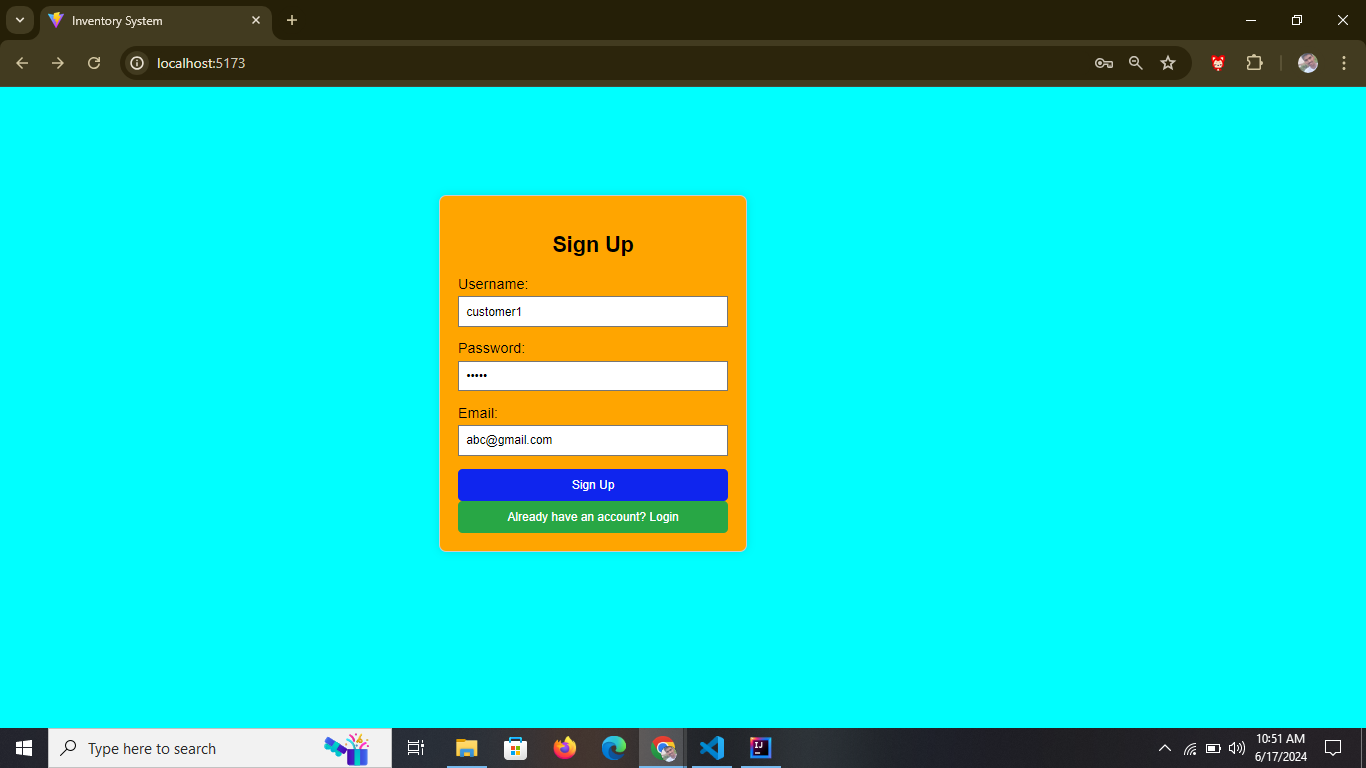 Inventory System
localhost:5173
Sign Up
Username:
customer1
Password:
•••••
Email:
abc@gmail.com
Sign Up
Already have an account? Login
Type here to search
10:51 AM
6/17/2024